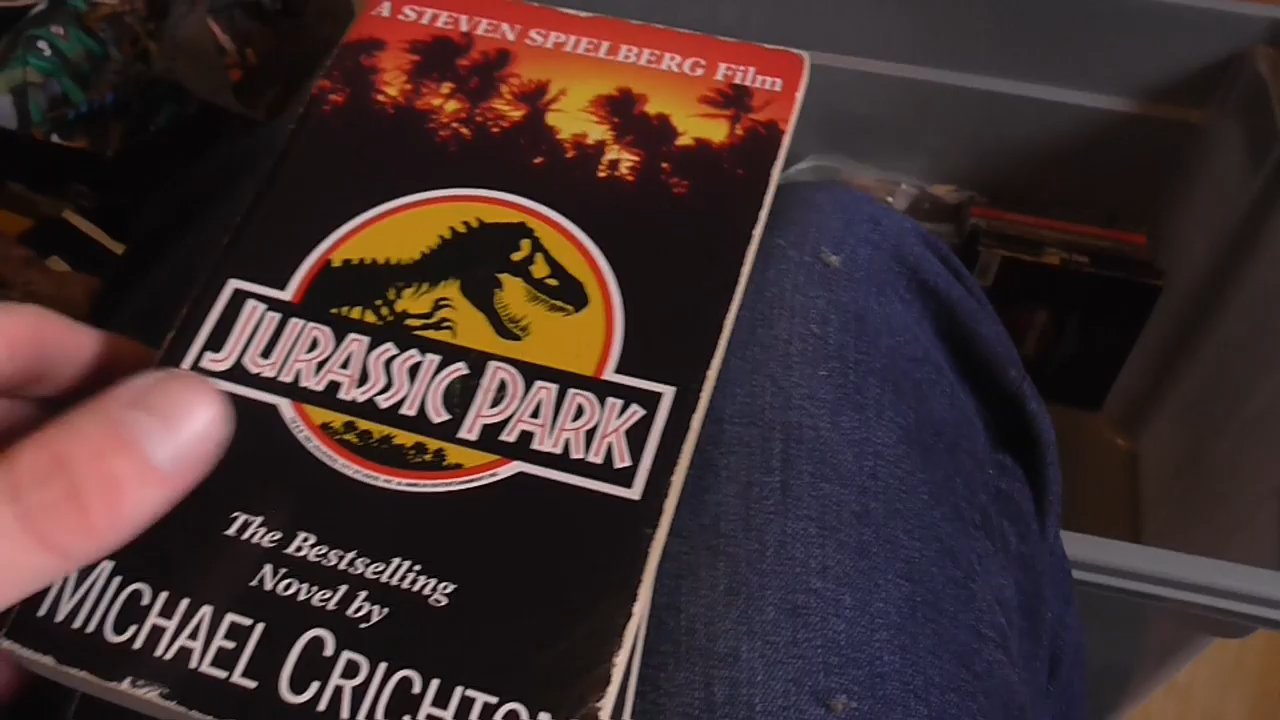 A STEVEN SPIELBERG Film
JURASSIC PARK
The Bestselling
Novel by
MICHAEL CRICHTON